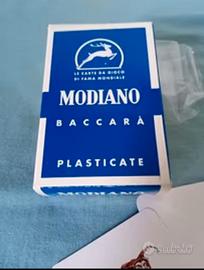 LE CARTE DA GIOCO
DI FAMA MONDIALE
MODIANO
BACCARÀ
PLASTICATE
MODIANO